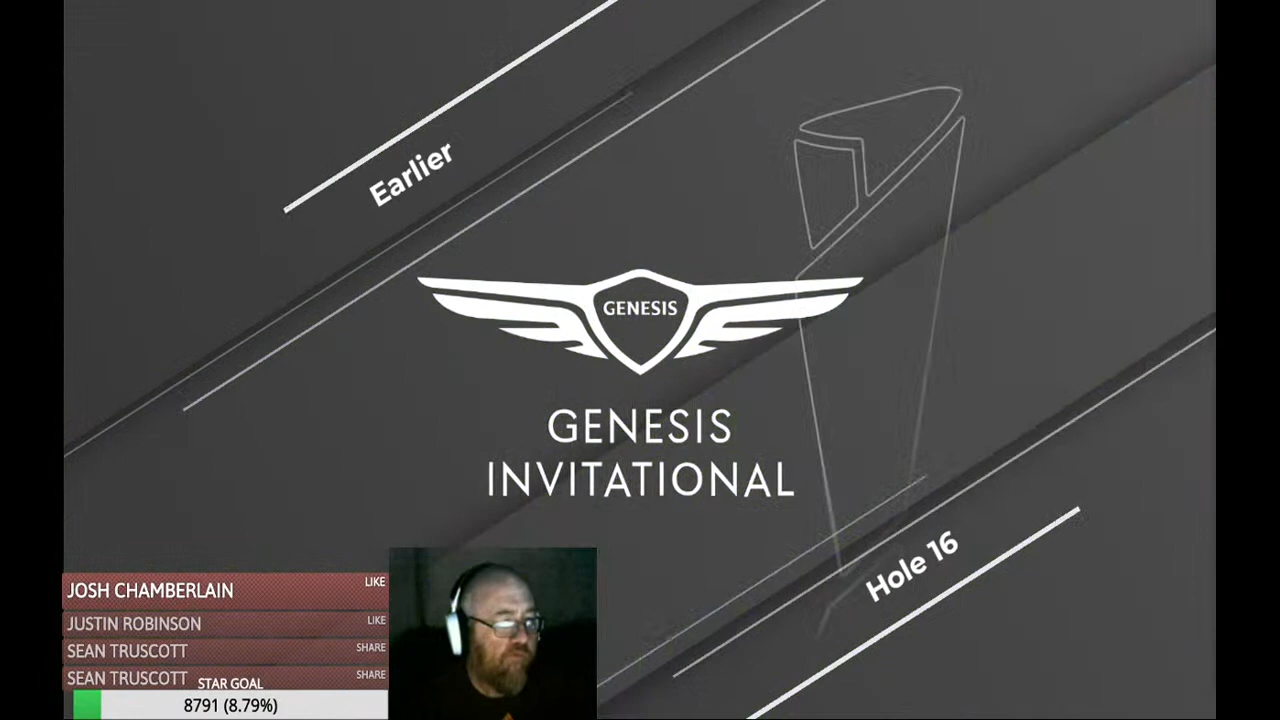 Earlier
GENESIS
GENESIS
INVITATIONAL
Hole 16
JOSH CHAMBERLAIN LIKE
JUSTIN ROBINSON LIKE
SEAN TRUSCOTT SHARE
SEAN TRUSCOTT SHARE
STAR GOAL
8791 (8.79%)